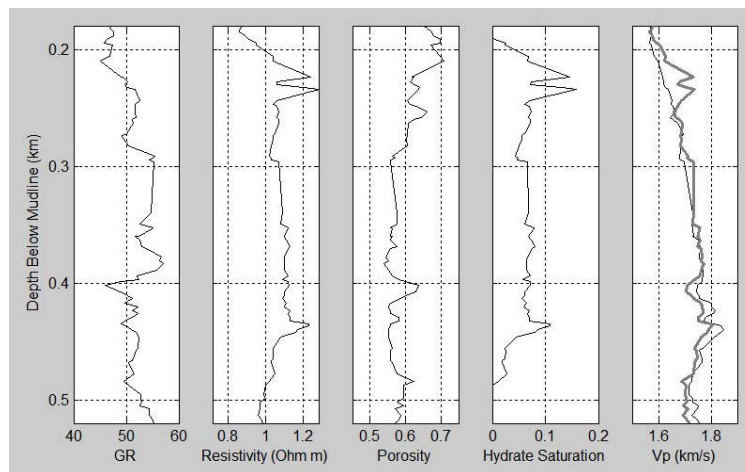 Depth Below Mudline (km)
0.2
0.3
0.4
0.5
40 50 60
GR
0.8 1 1.2
Resistivity (Ohm m)
0.5 0.6 0.7
Porosity
0 0.1 0.2
Hydrate Saturation
1.6 1.8
Vp (km/s)